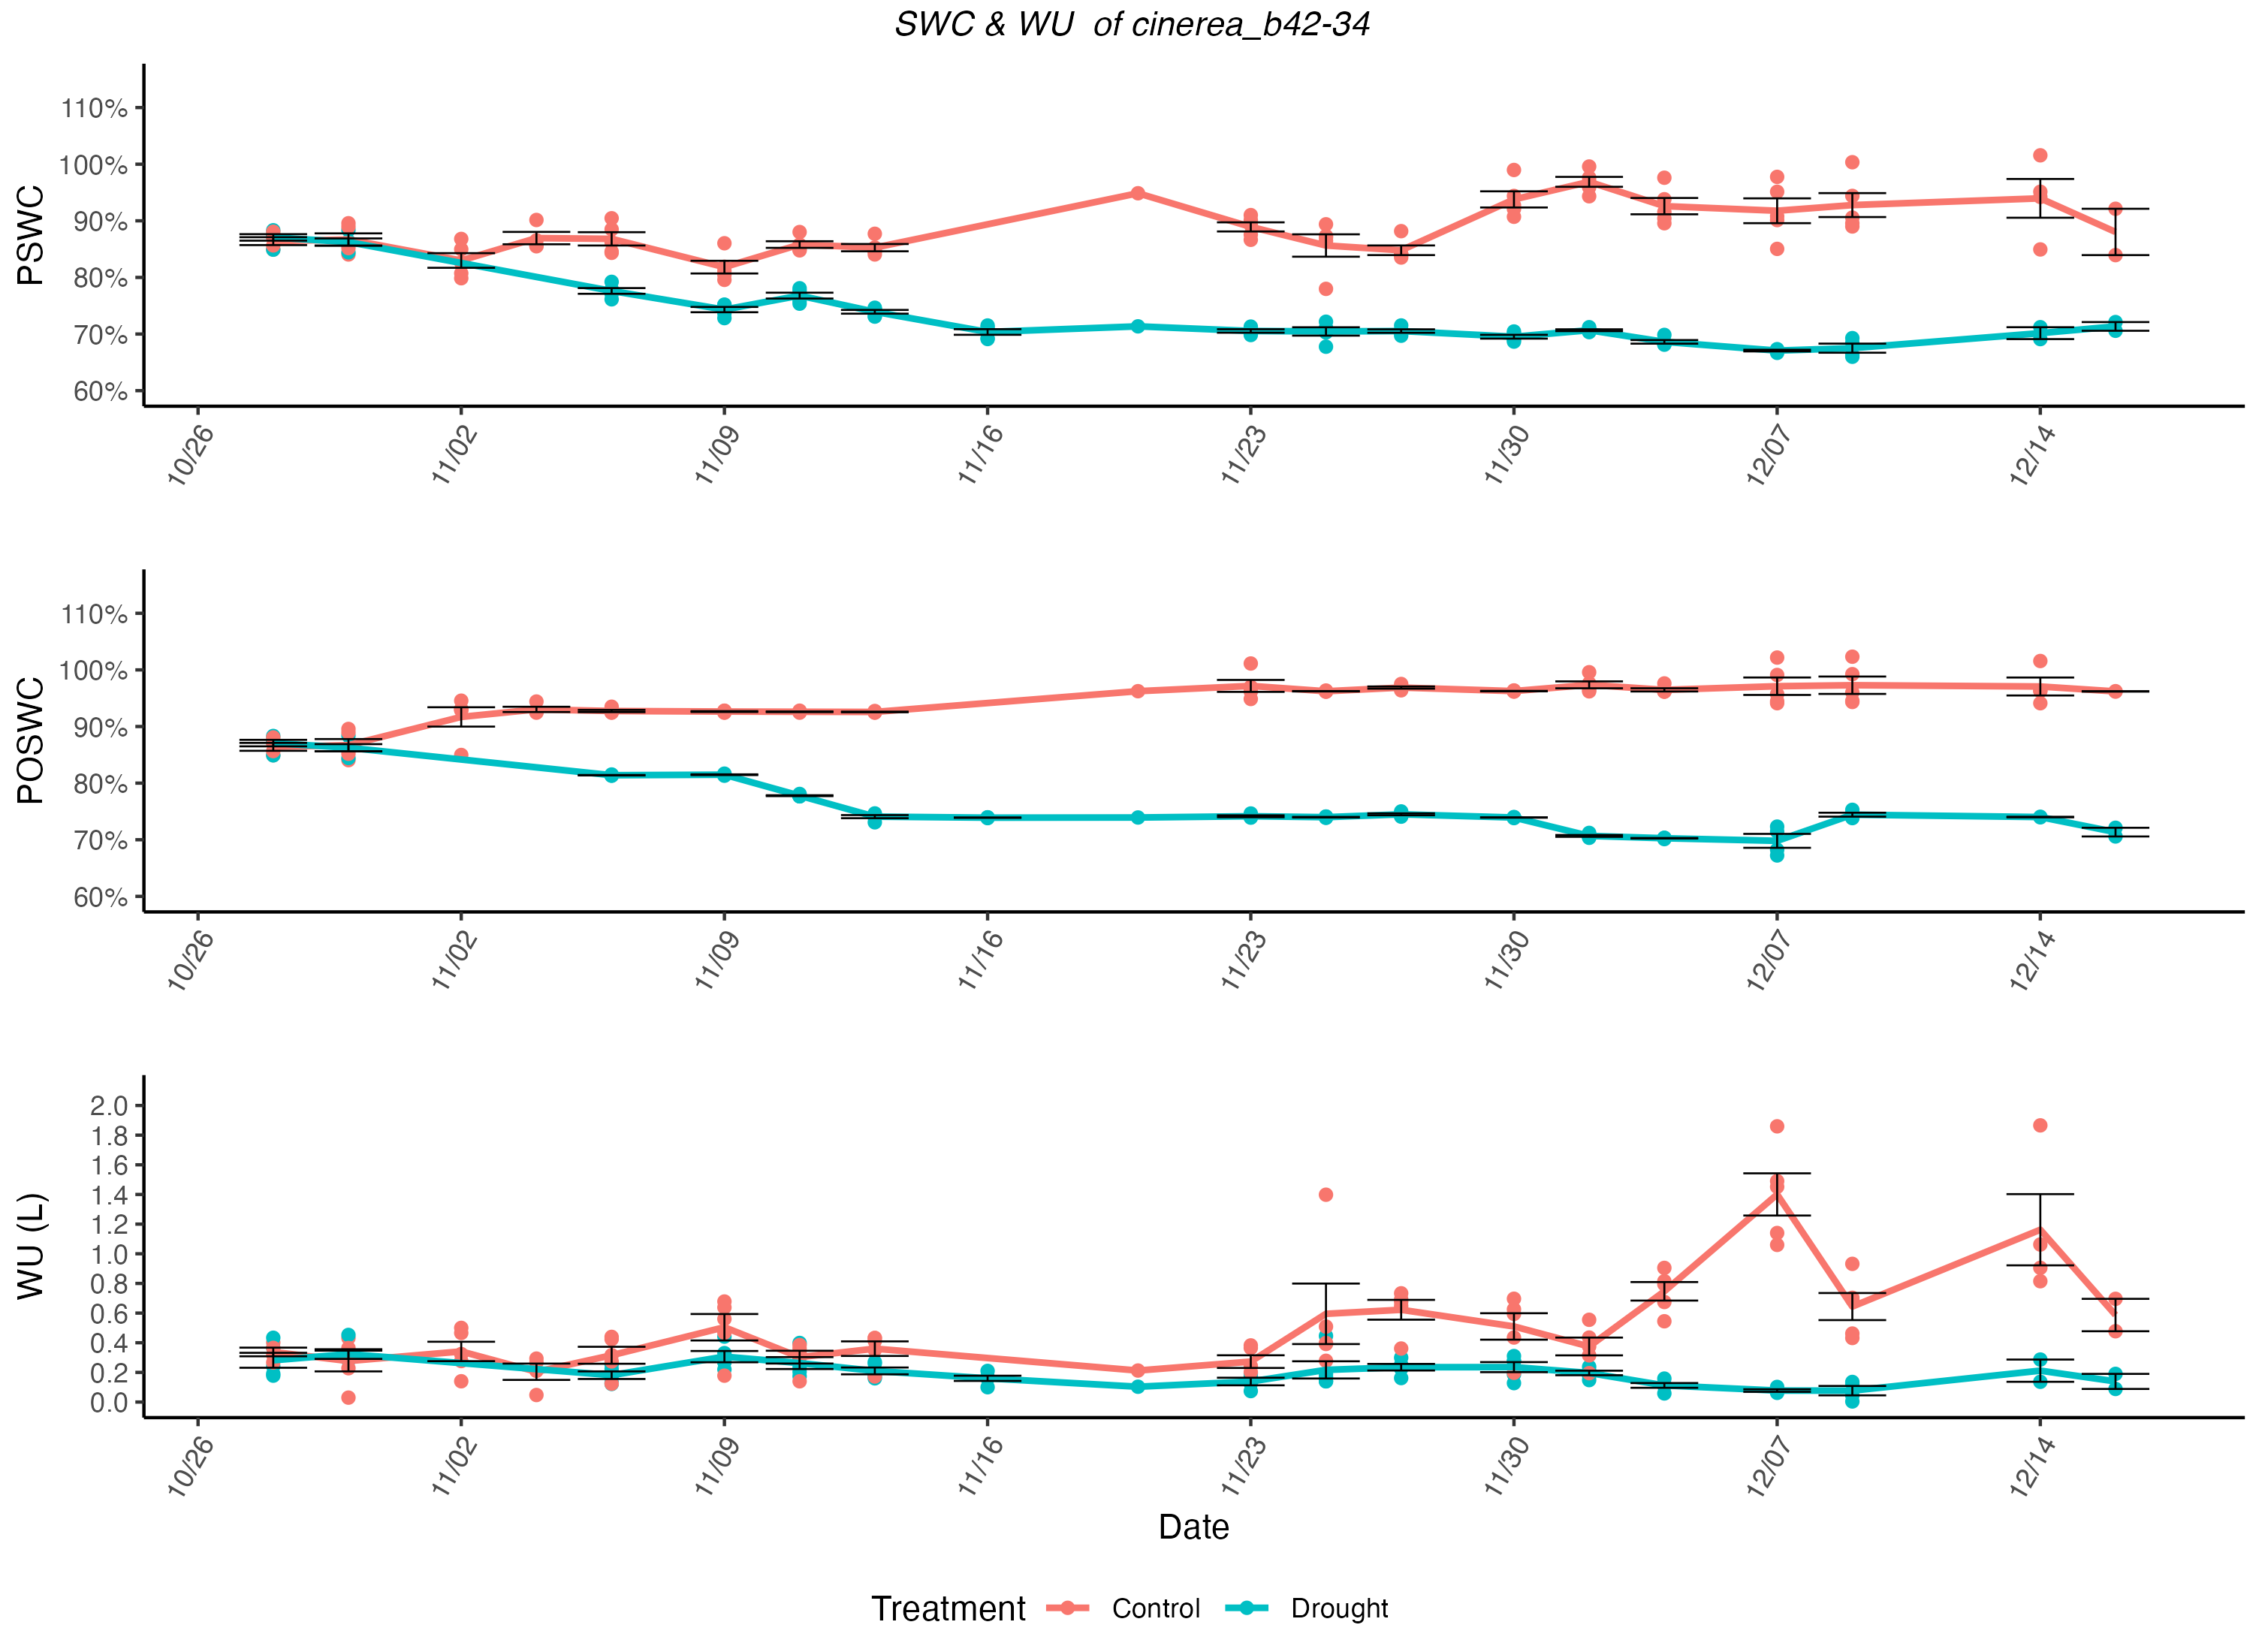 SWC & WU of cinerea_b42-34
PSWC
110%
100%
90%
80%
70%
60%
10/26 11/02 11/09 11/16 11/23 11/30 12/07 12/14
POSWC
110%
100%
90%
80%
70%
60%
10/26 11/02 11/09 11/16 11/23 11/30 12/07 12/14
WU (L)
2.0
1.8
1.6
1.4
1.2
1.0
0.8
0.6
0.4
0.2
0.0
10/26 11/02 11/09 11/16 11/23 11/30 12/07 12/14
Date
Treatment Control Drought